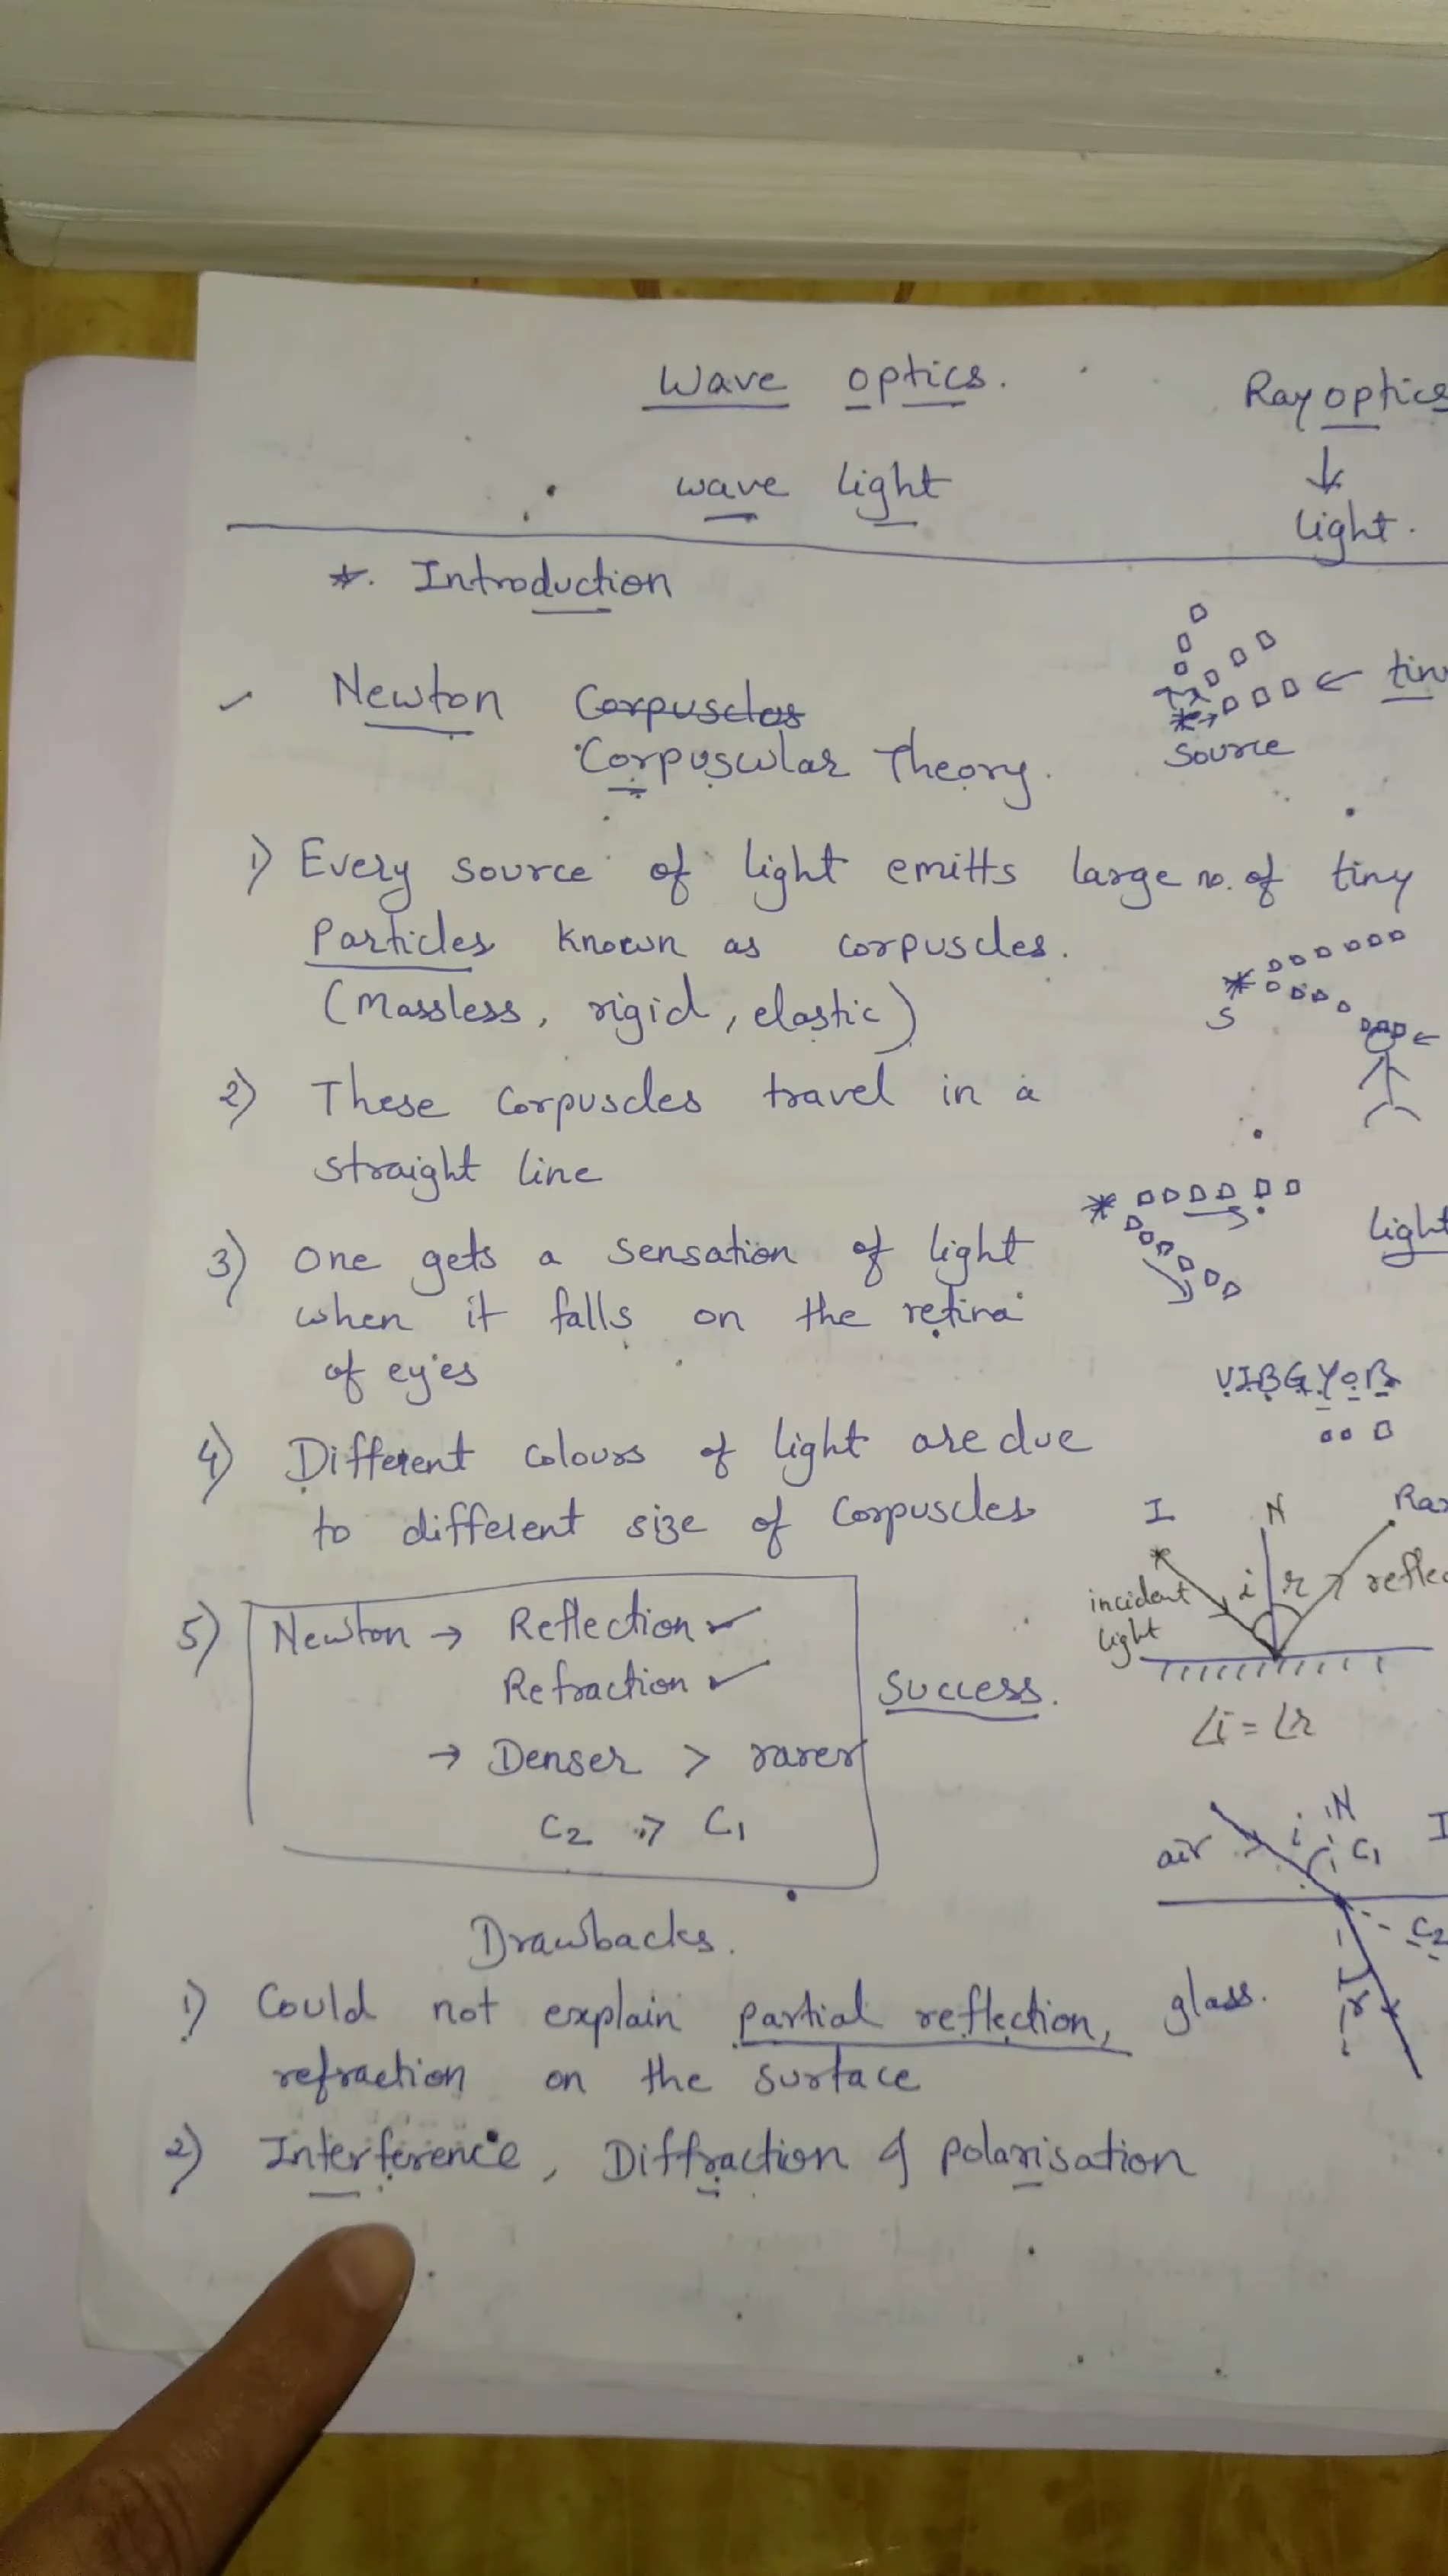 Wave optics.
Ray optics
wave light
↓
light.
*. Introduction
✓ Newton Corpuscles
Corpuscular Theory.
←
Source
1) Every source of light emitts large no. of tiny
Particles known as corpuscles.
(Massless, rigid, elastic)
S
2) These Corpuscles travel in a
straight line
3) One gets a sensation of light
when it falls on the retina
of eyes
light
VIBGYOR
4) Different colours of light are due
to different size of Corpuscles
I N
incident
light
i r
∠i = ∠r
5) Newton → Reflection ✓
Refraction ✓
Success.
→ Denser > rarer
C2 > C1
air i N C1
C2
glass. r
Drawbacks.
1) Could not explain partial reflection,
refraction on the surface
2) Interference, Diffraction & polarisation